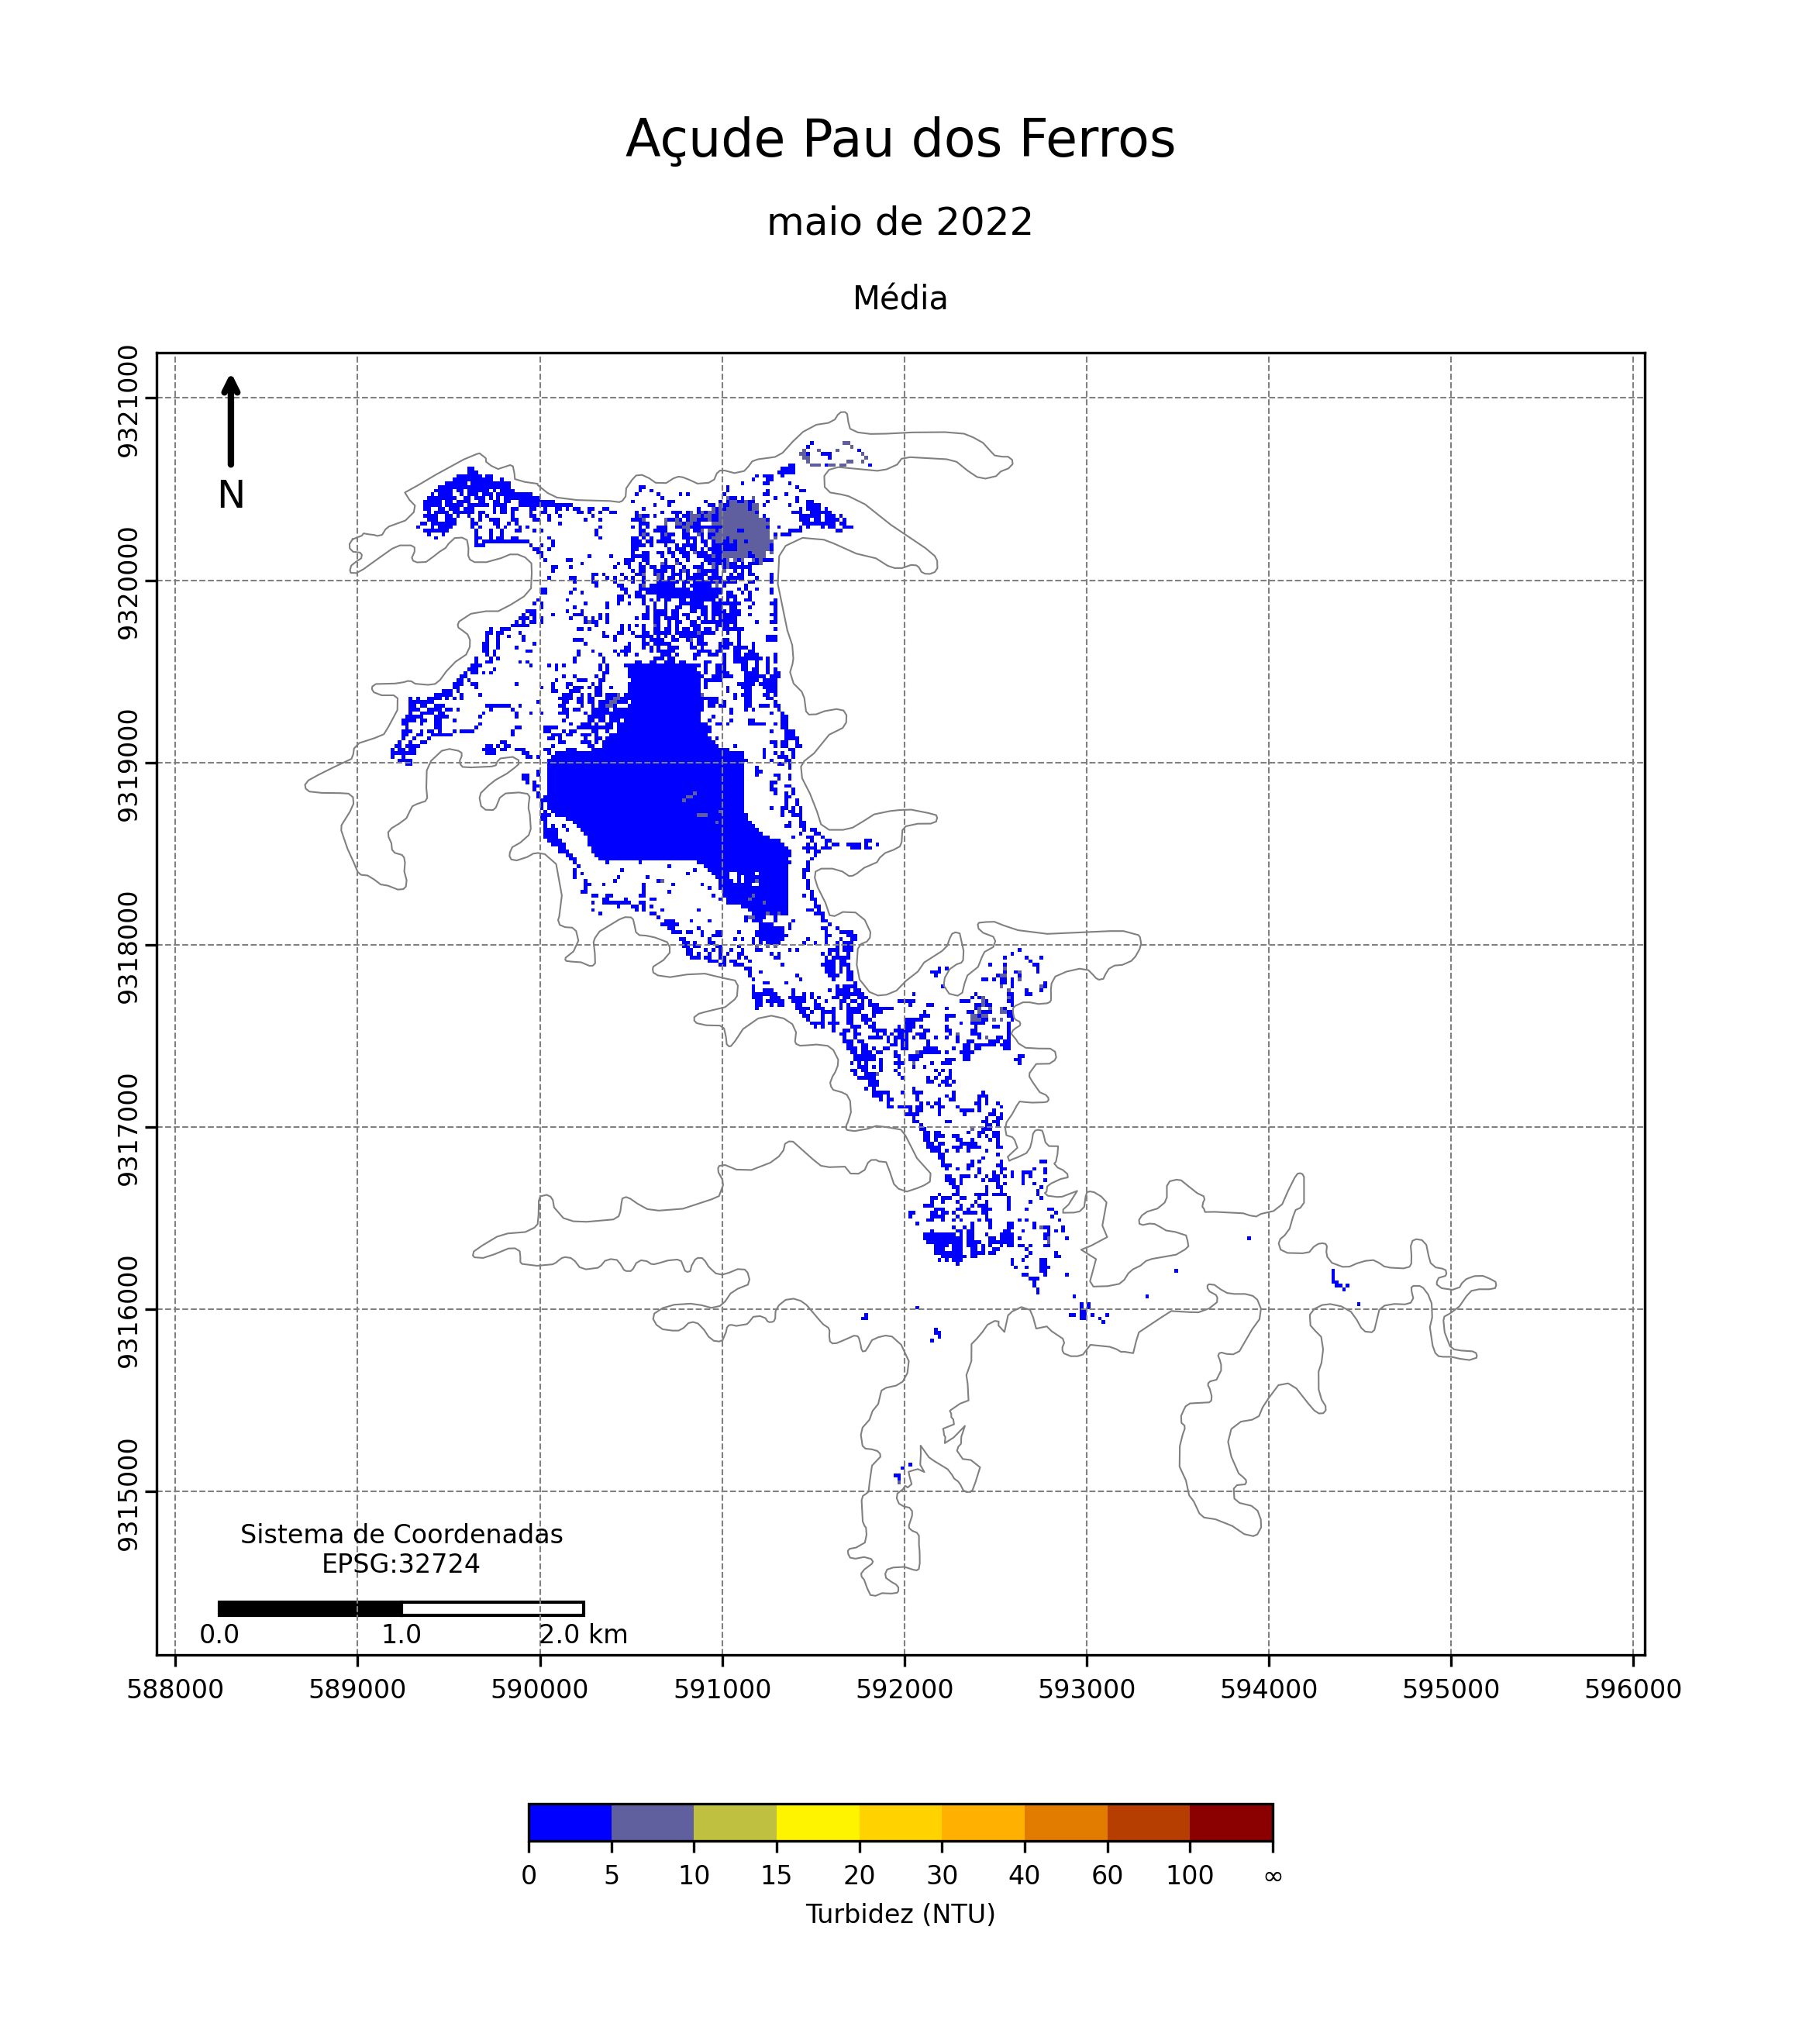 Açude Pau dos Ferros
maio de 2022
Média
N
9321000
9320000
9319000
9318000
9317000
9316000
9315000
Sistema de Coordenadas
EPSG:32724
0.0 1.0 2.0 km
588000 589000 590000 591000 592000 593000 594000 595000 596000
0 5 10 15 20 30 40 60 100 ∞
Turbidez (NTU)